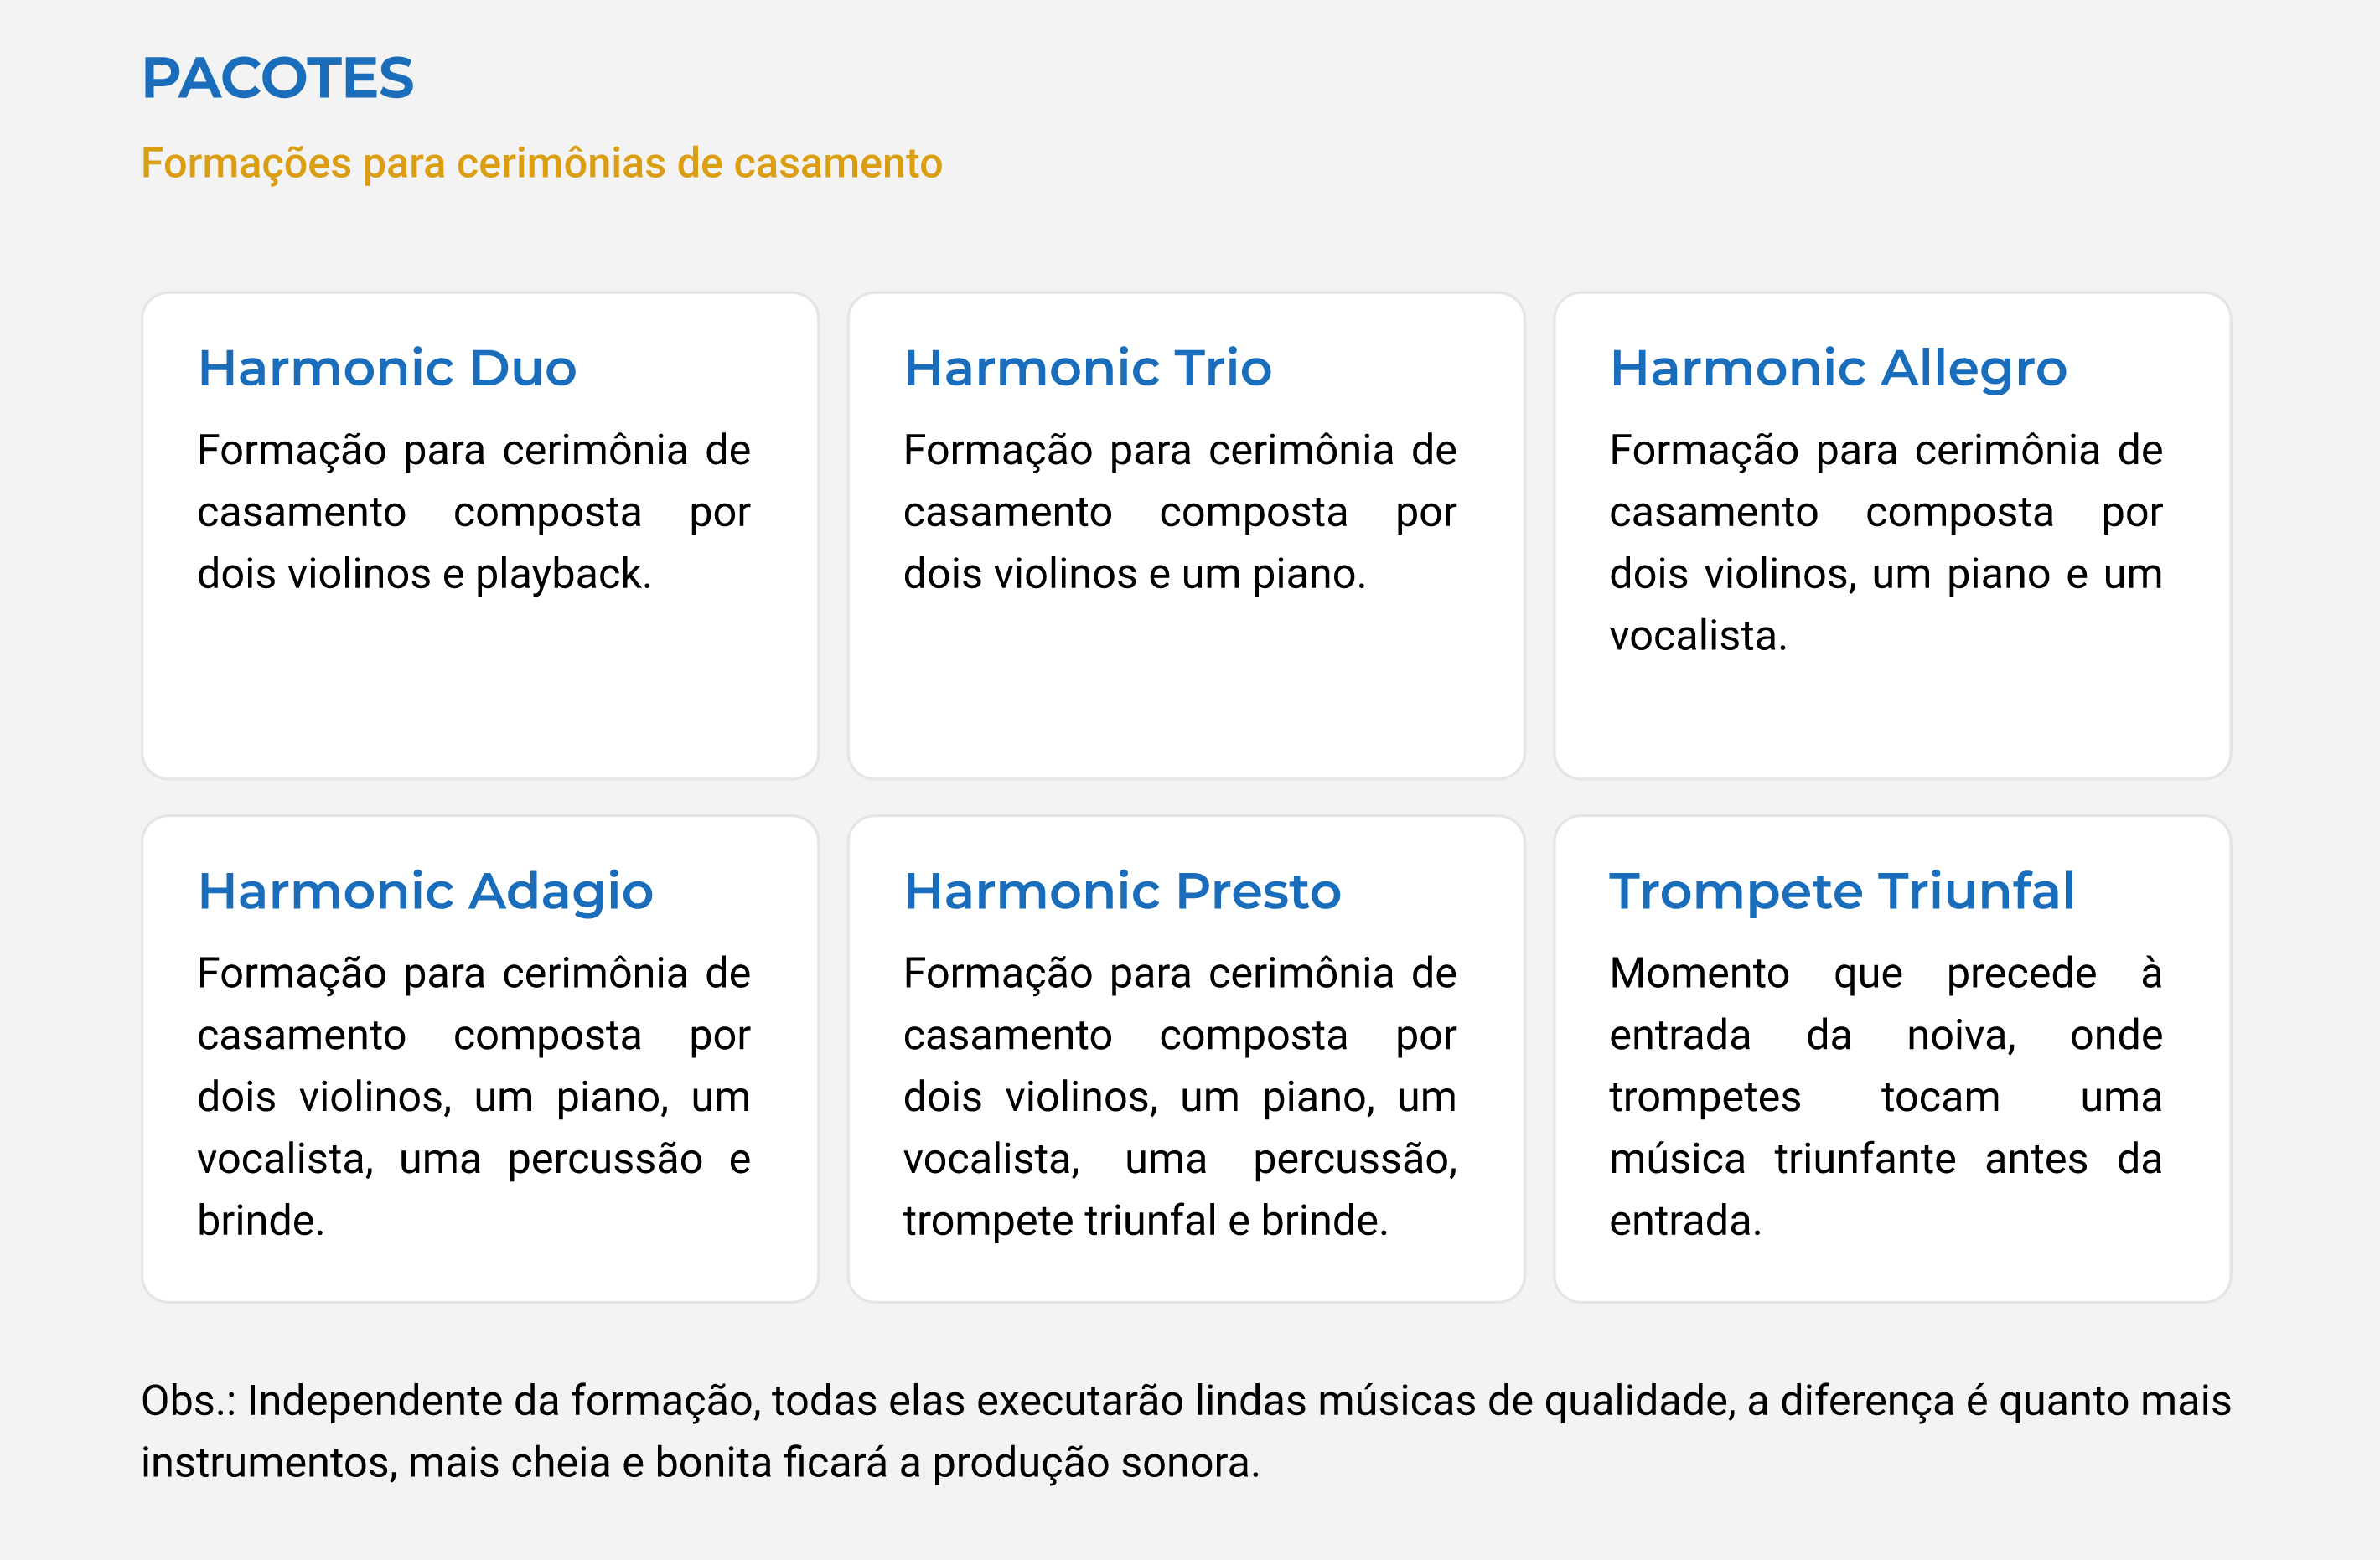 PACOTES
Formações para cerimônias de casamento
Harmonic Duo
Formação para cerimônia de
casamento composta por
dois violinos e playback.
Harmonic Trio
Formação para cerimônia de
casamento composta por
dois violinos e um piano.
Harmonic Allegro
Formação para cerimônia de
casamento composta por
dois violinos, um piano e um
vocalista.
Harmonic Adagio
Formação para cerimônia de
casamento composta por
dois violinos, um piano, um
vocalista, uma percussão e
brinde.
Harmonic Presto
Formação para cerimônia de
casamento composta por
dois violinos, um piano, um
vocalista, uma percussão,
trompete triunfal e brinde.
Trompete Triunfal
Momento que precede à
entrada da noiva, onde
trompetes tocam uma
música triunfante antes da
entrada.
Obs.: Independente da formação, todas elas executarão lindas músicas de qualidade, a diferença é quanto mais
instrumentos, mais cheia e bonita ficará a produção sonora.